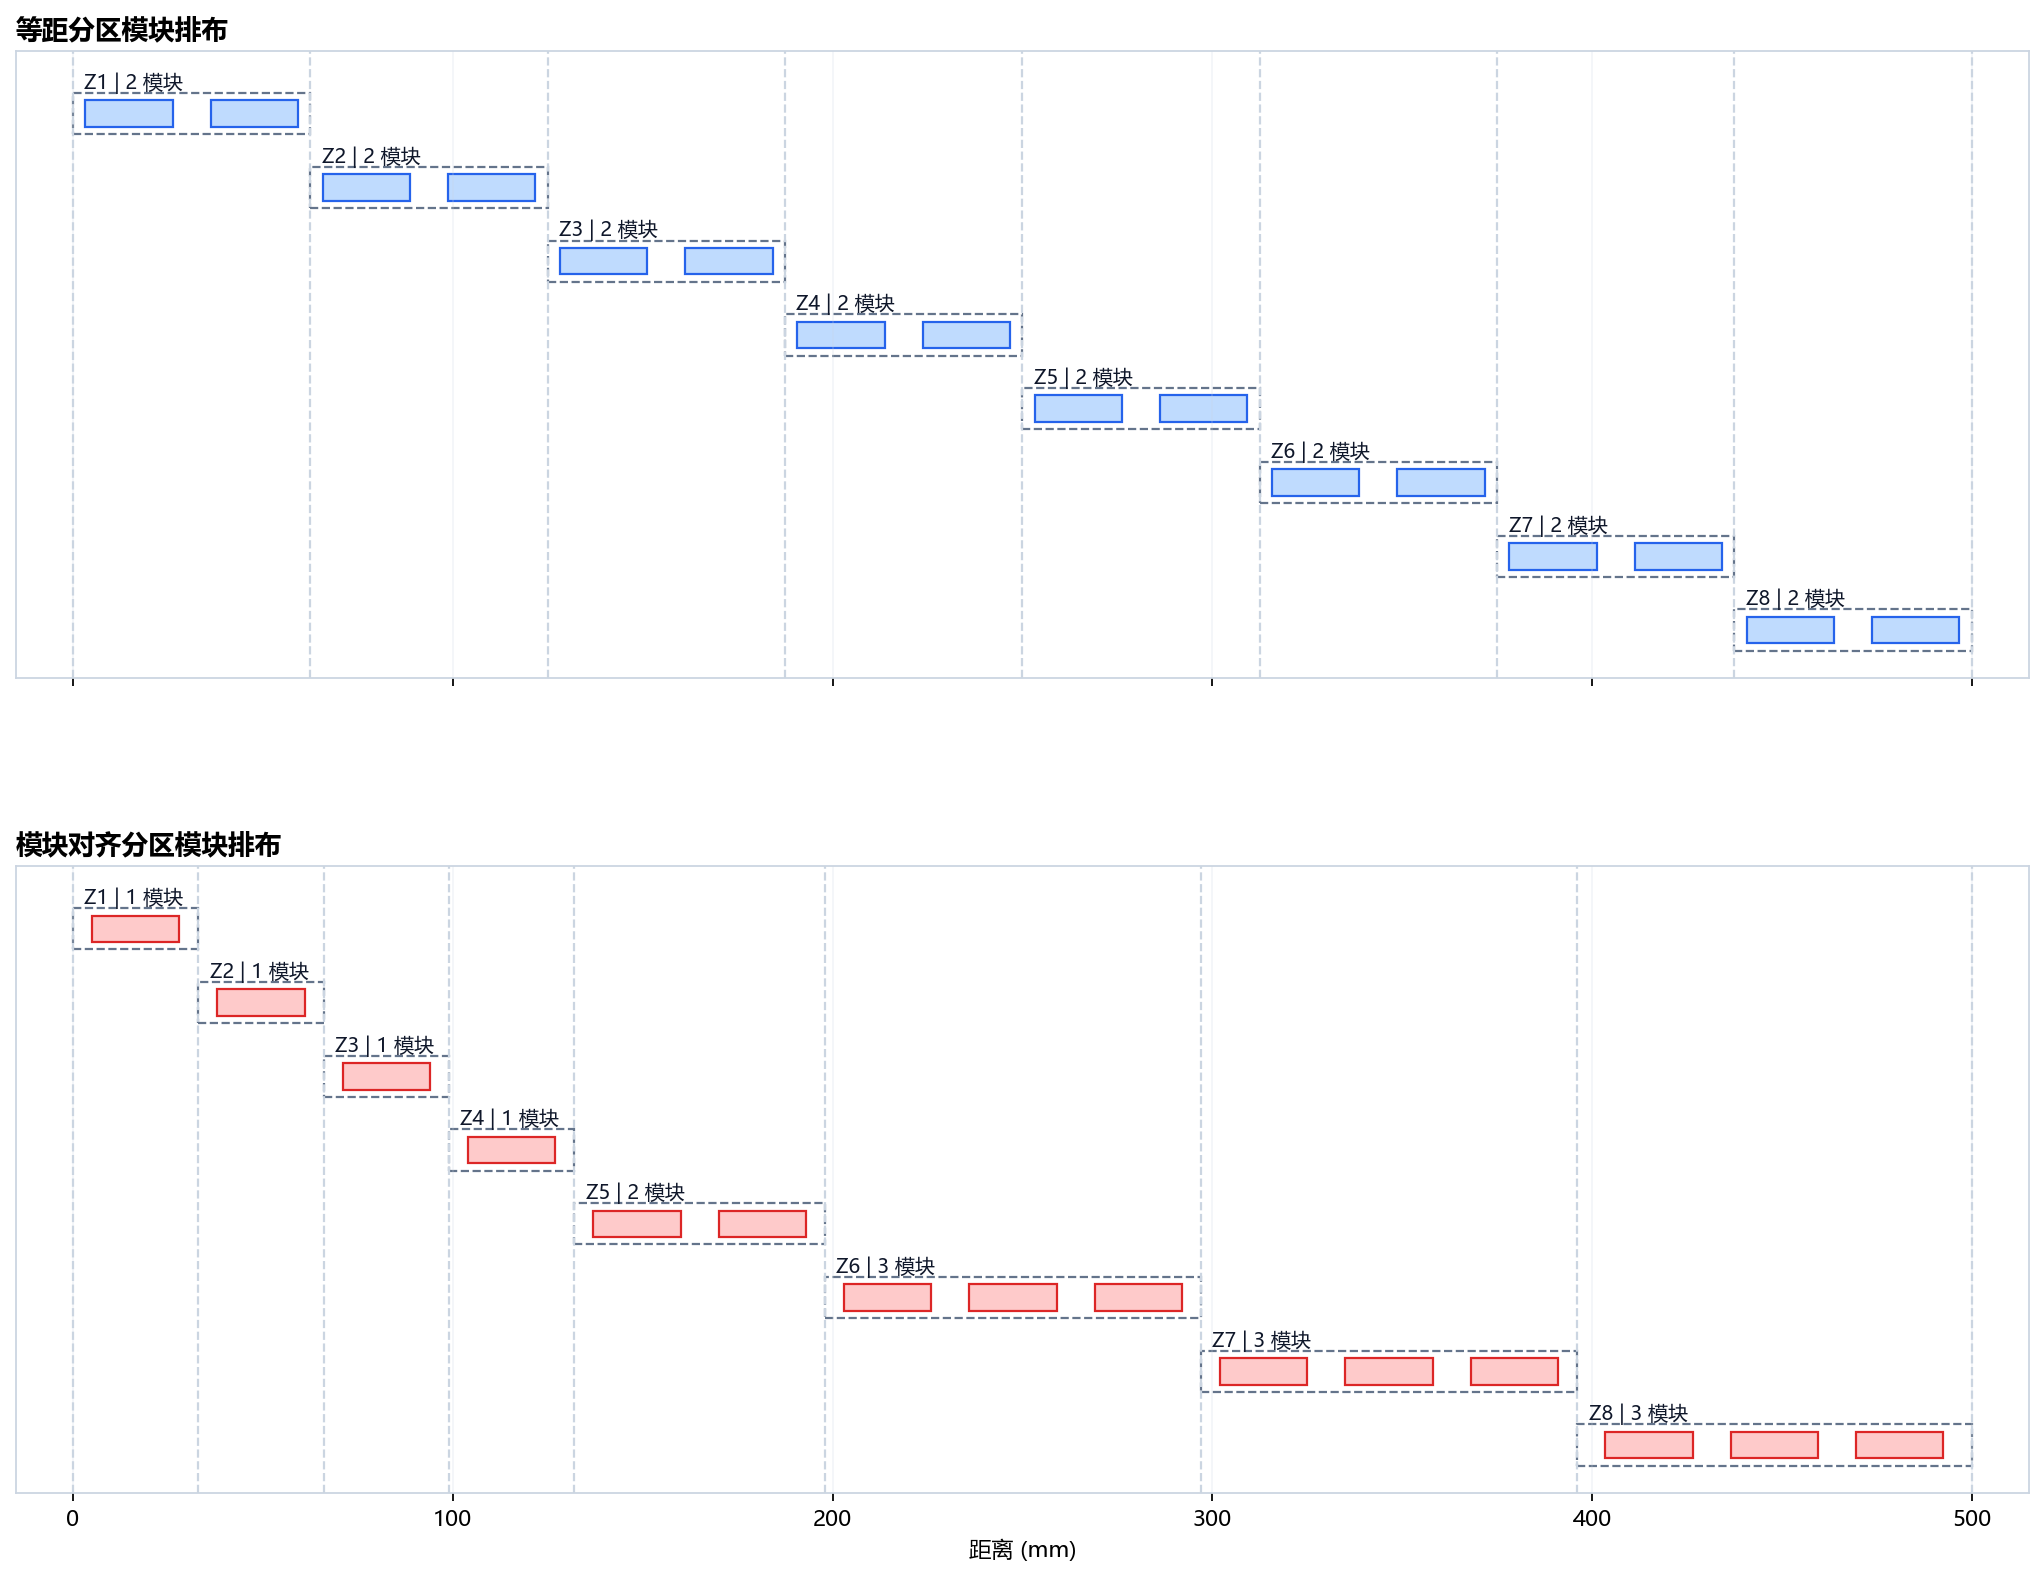 等距分区模块排布
Z1 | 2 模块
Z2 | 2 模块
Z3 | 2 模块
Z4 | 2 模块
Z5 | 2 模块
Z6 | 2 模块
Z7 | 2 模块
Z8 | 2 模块
模块对齐分区模块排布
Z1 | 1 模块
Z2 | 1 模块
Z3 | 1 模块
Z4 | 1 模块
Z5 | 2 模块
Z6 | 3 模块
Z7 | 3 模块
Z8 | 3 模块
0 100 200 300 400 500
距离 (mm)